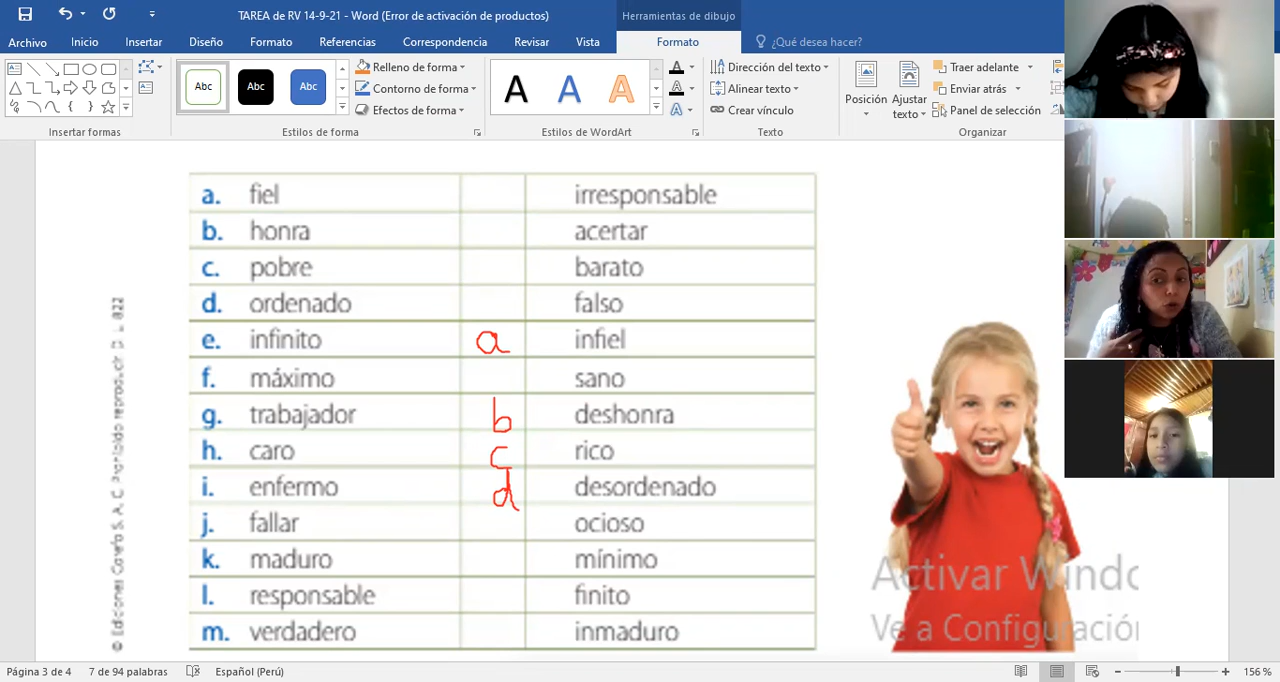 TAREA de RV 14-9-21 - Word (Error de activación de productos)
Herramientas de dibujo
Archivo Inicio Insertar Diseño Formato Referencias Correspondencia Revisar Vista Formato ¿Qué desea hacer?
Abc Abc Abc
Relleno de forma
Contorno de forma
Efectos de forma
A A A
Dirección del texto
Alinear texto
Crear vínculo
Posición
Ajustar texto
Traer adelante
Enviar atrás
Panel de selección
Insertar formas Estilos de forma Estilos de WordArt Texto Organizar
a. fiel irresponsable
b. honra acertar
c. pobre barato
d. ordenado falso
e. infinito a infiel
f. máximo sano
g. trabajador b deshonra
h. caro c rico
i. enfermo d desordenado
j. fallar ocioso
k. maduro mínimo
l. responsable finito
m. verdadero inmaduro
Activar Windo
Ve a Configuración
Página 3 de 4 7 de 94 palabras Español (Perú) 156 %